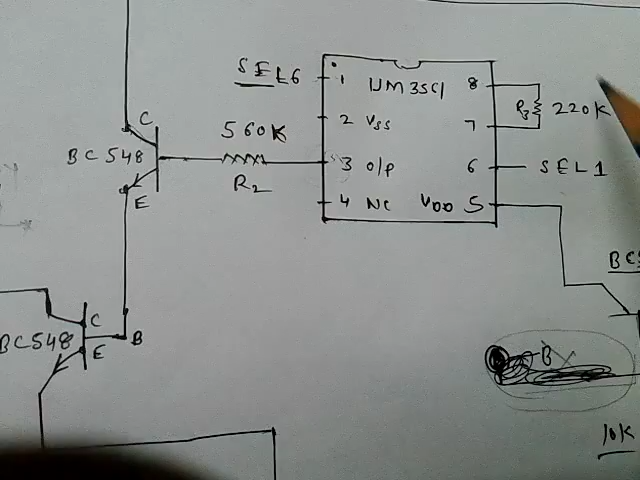 SEL6
1
UM3561
8
560K
2 VSS
7
R3
220K
C
BC548
E
R2
3 O/P
6
SEL1
4
NC
VDD 5
C
BC548
E
B
B
10K